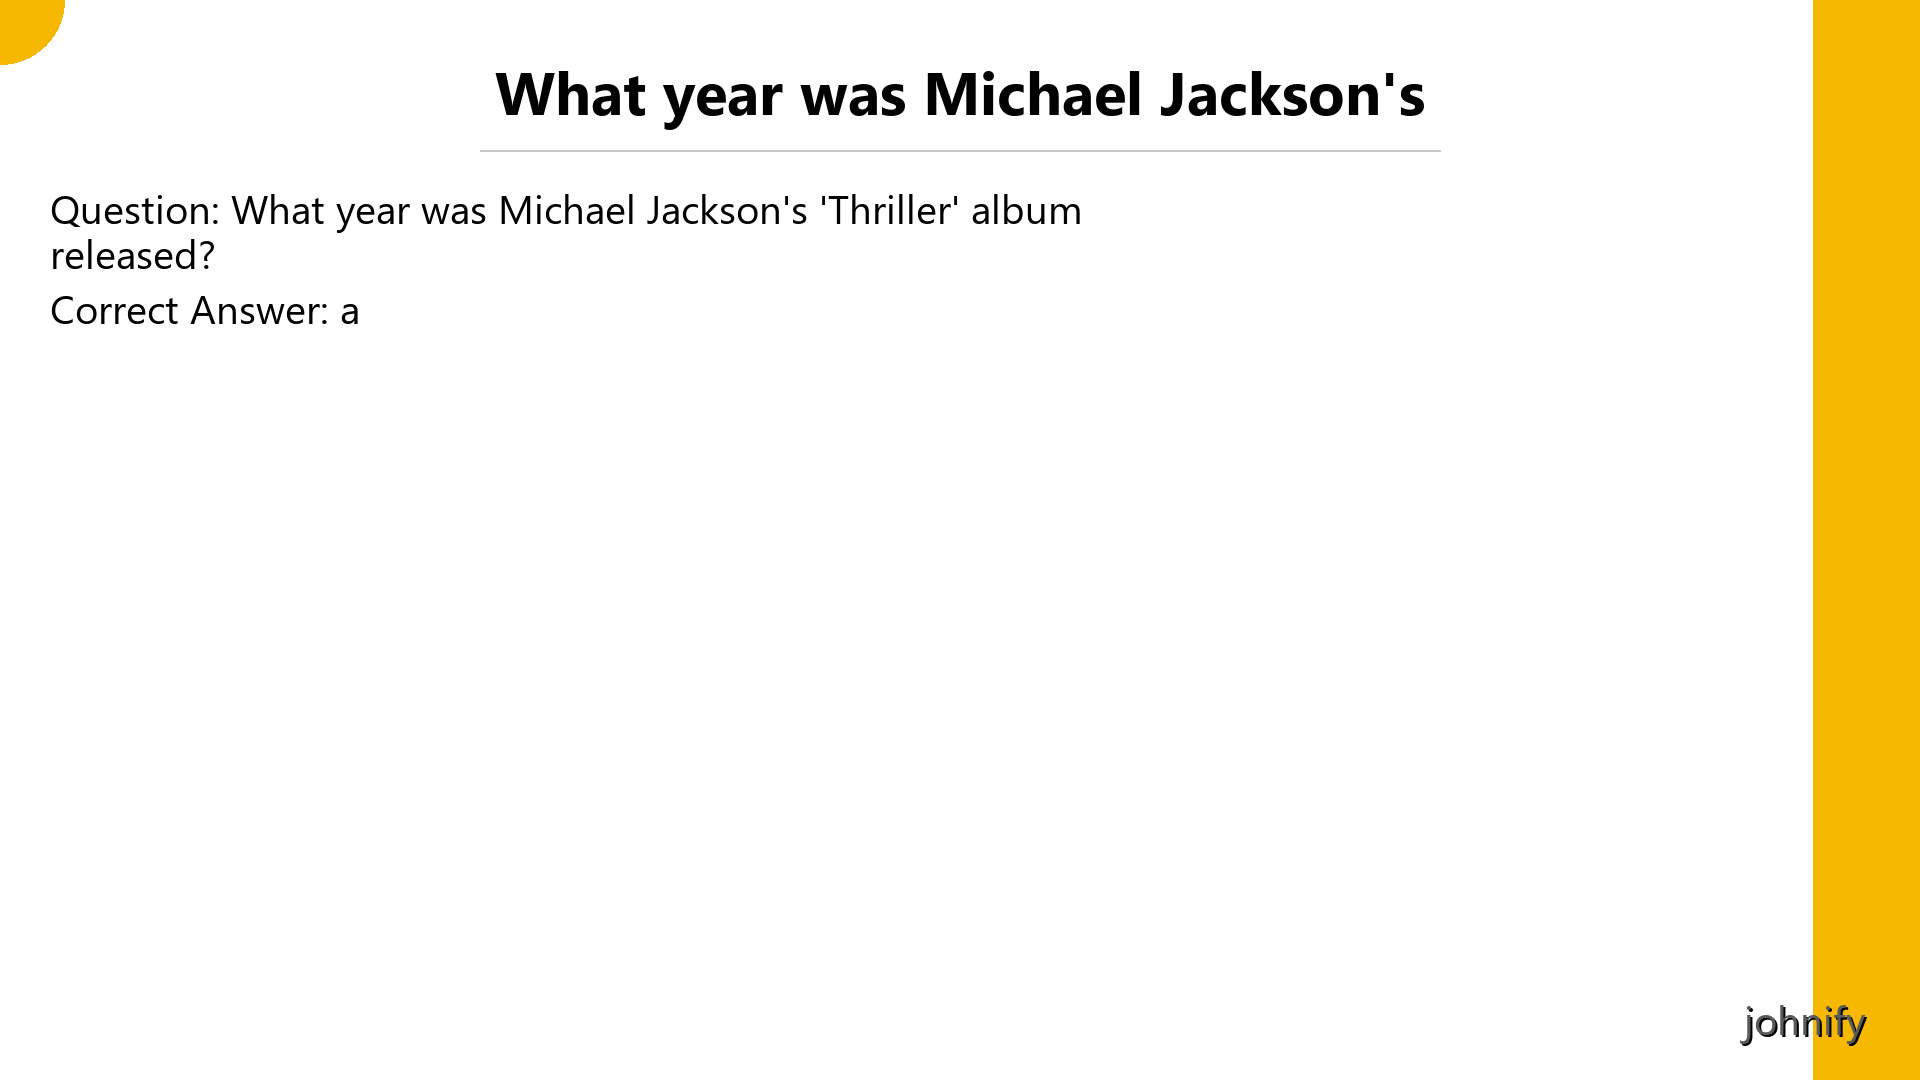 What year was Michael Jackson's
Question: What year was Michael Jackson's 'Thriller' album
released?
Correct Answer: a
johnify